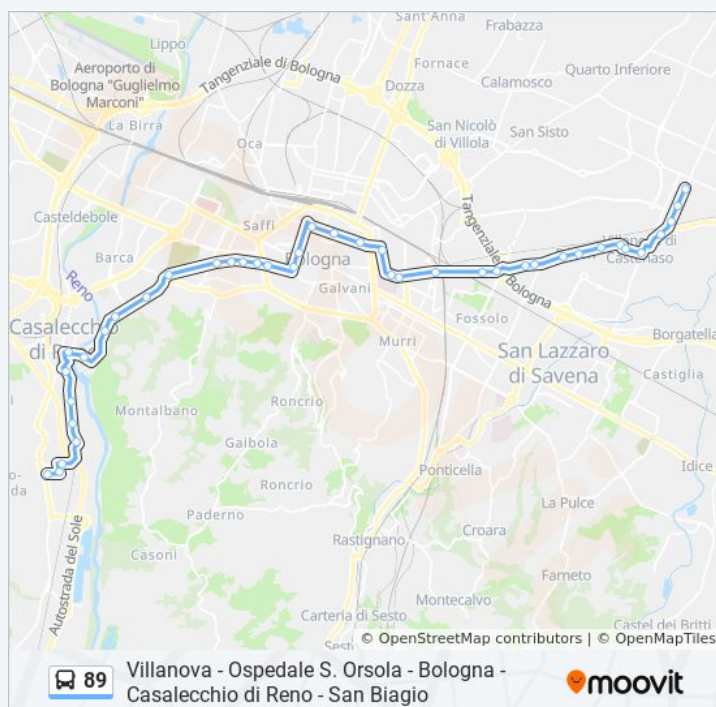 Sant'Anna
Frabazza
Lippo
Fornace
Quarto Inferiore
Aeroporto di
Bologna "Guglielmo
Marconi"
Tangenziale di Bologna
Dozza
Calamosco
La Birra
San Nicolò
di Villola
San Sisto
Oca
Casteldebole
Saffi
Tangenziale di Bologna
Villanova di
Castenaso
Barca
Bologna
Reno
Galvani
Fossolo
Borgatella
Casalecchio
di R
Murri
San Lazzaro
di Savena
Castiglia
Montalbano
Roncrio
Gaibola
Ponticella
Idice
Roncrio
La Pulce
Paderno
Croara
Rastignano
Casoni
Farneto
Autostrada del Sole
Montecalvo
Carteria di Sesto
Castel dei Britti
© OpenStreetMap contributors | © OpenMapTiles
89 Villanova - Ospedale S. Orsola - Bologna -
Casalecchio di Reno - San Biagio
moovit